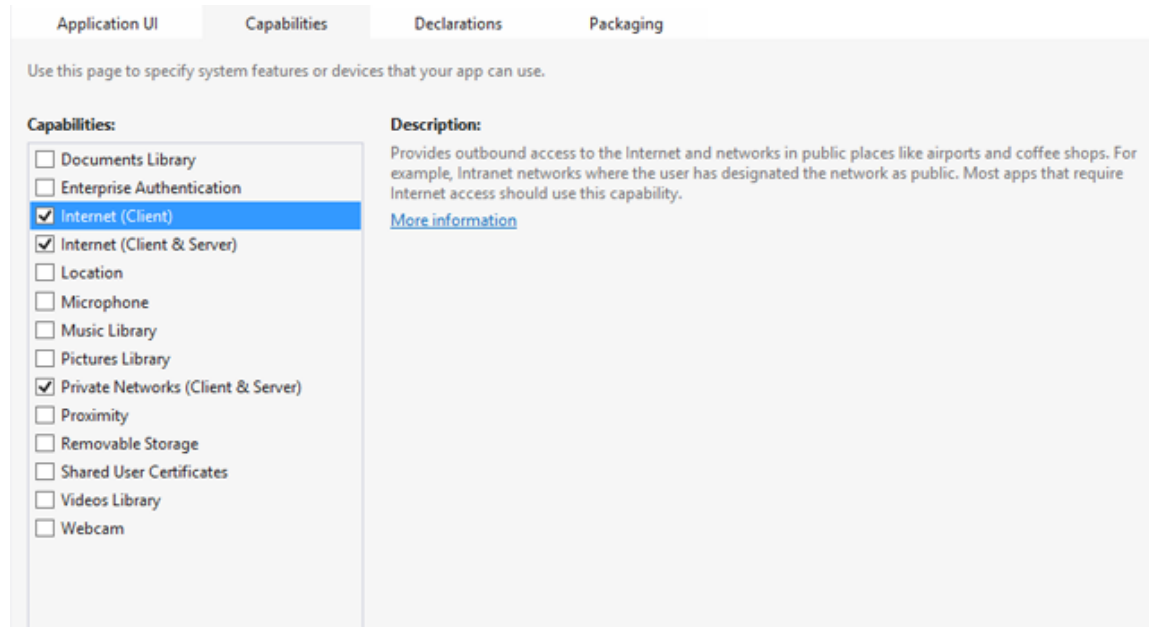 Application UI Capabilities Declarations Packaging
Use this page to specify system features or devices that your app can use.
Capabilities:
Documents Library
Enterprise Authentication
Internet (Client)
Internet (Client & Server)
Location
Microphone
Music Library
Pictures Library
Private Networks (Client & Server)
Proximity
Removable Storage
Shared User Certificates
Videos Library
Webcam
Description:
Provides outbound access to the Internet and networks in public places like airports and coffee shops. For
example, Intranet networks where the user has designated the network as public. Most apps that require
Internet access should use this capability.
More information